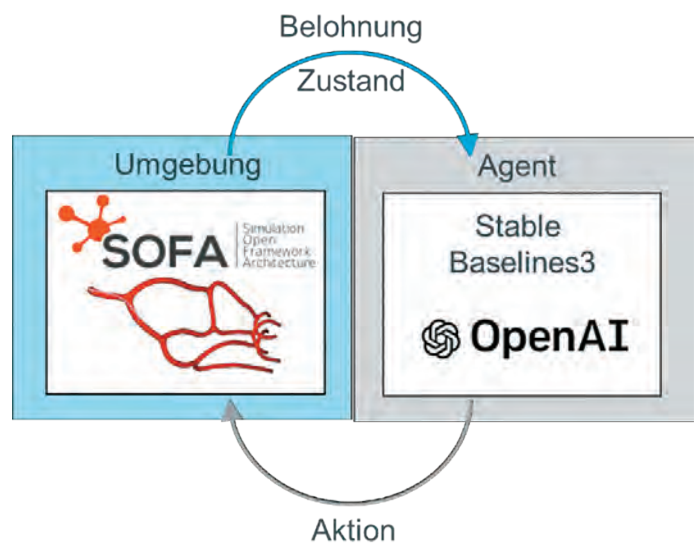 Belohnung
Zustand
Umgebung
SOFA
Simulation
Open
Framework
Architecture
Agent
Stable
Baselines3
OpenAI
Aktion